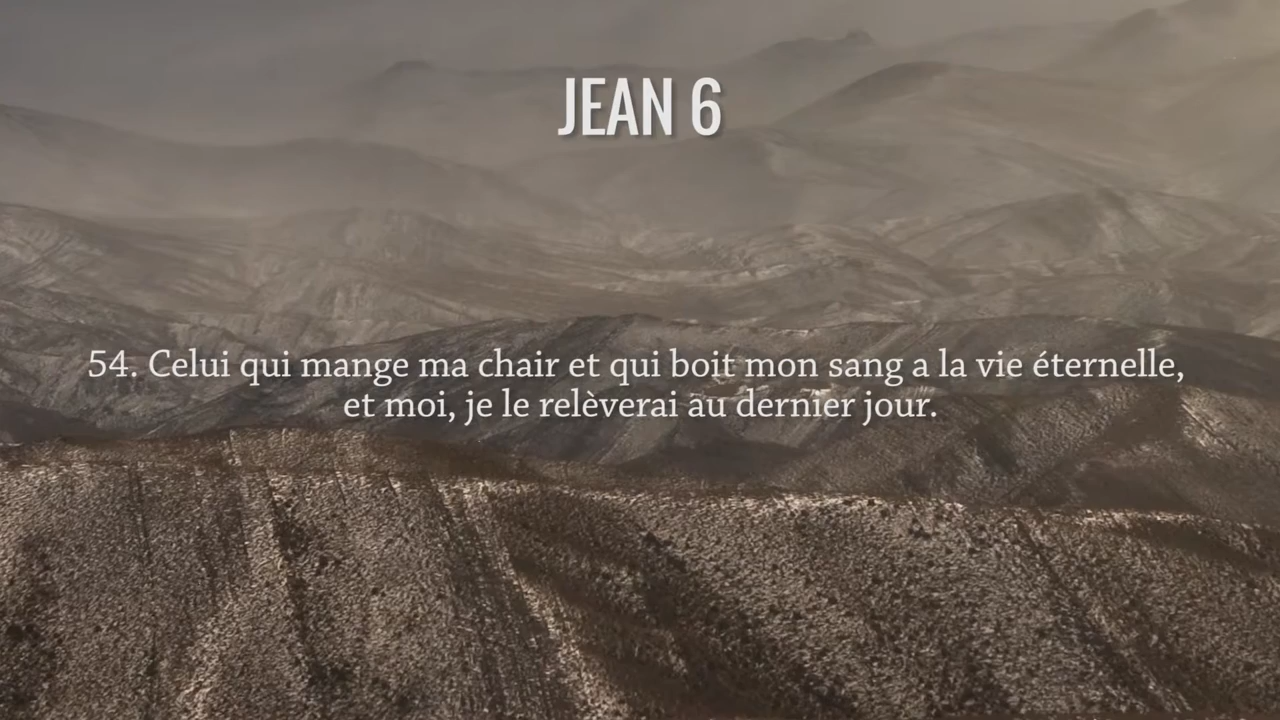 JEAN 6
54. Celui qui mange ma chair et qui boit mon sang a la vie éternelle,
et moi, je le relèverai au dernier jour.